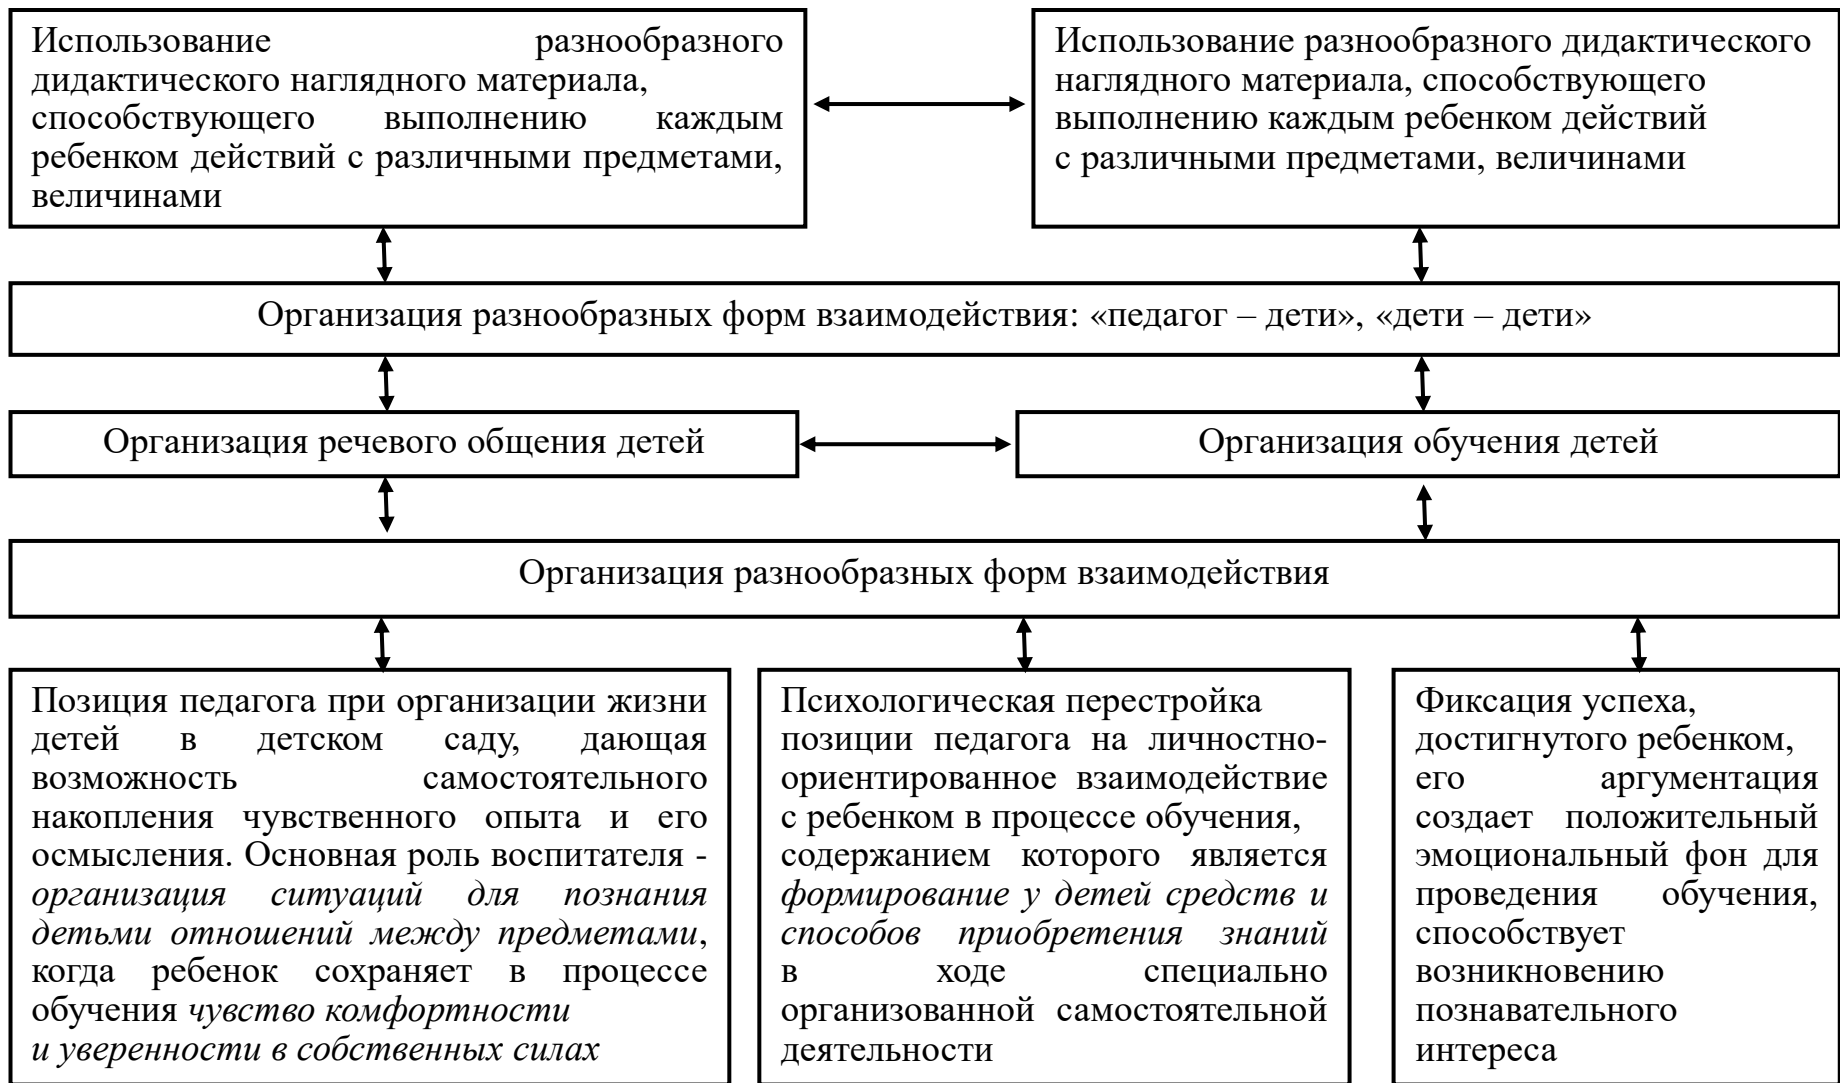 Использование разнообразного
дидактического наглядного материала,
способствующего выполнению каждым
ребенком действий с различными предметами,
величинами
Использование разнообразного дидактического
наглядного материала, способствующего
выполнению каждым ребенком действий
с различными предметами, величинами
Организация разнообразных форм взаимодействия: «педагог – дети», «дети – дети»
Организация речевого общения детей
Организация обучения детей
Организация разнообразных форм взаимодействия
Позиция педагога при организации жизни
детей в детском саду, дающая
возможность самостоятельного
накопления чувственного опыта и его
осмысления. Основная роль воспитателя -
организация ситуаций для познания
детьми отношений между предметами,
когда ребенок сохраняет в процессе
обучения чувство комфортности
и уверенности в собственных силах
Психологическая перестройка
позиции педагога на личностно-
ориентированное взаимодействие
с ребенком в процессе обучения,
содержанием которого является
формирование у детей средств и
способов приобретения знаний
в ходе специально
организованной самостоятельной
деятельности
Фиксация успеха,
достигнутого ребенком,
его аргументация
создает положительный
эмоциональный фон для
проведения обучения,
способствует
возникновению
познавательного
интереса